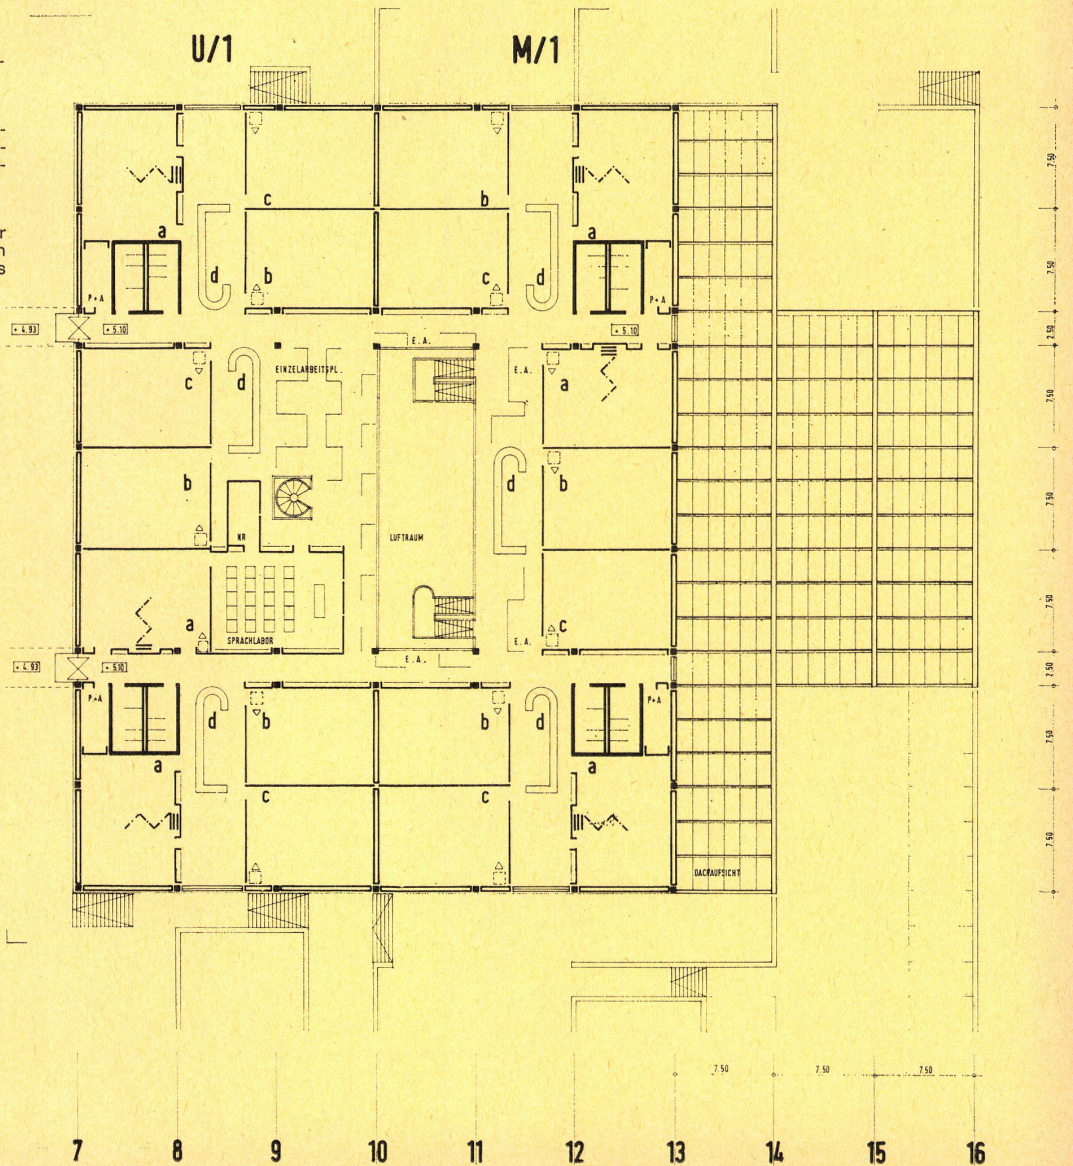 U/1 M/1
r
n
s
c b
a a
d b c d
P+A P+A
+ 4.93 + 5.10 + 5.10
E.A.
c d EINZELARBEITSPL. E.A. a
b d b
NR LUFTRAUM
a SPRACHLABOR c
E.A.
E.A.
+ 4.93 + 5.10
P+A P+A
d b b d
a a
c c
DACHAUFSICHT
7.50
7.50
2.50
7.50
7.50
7.50
2.50
7.50
7.50
7.50 7.50 7.50
7 8 9 10 11 12 13 14 15 16